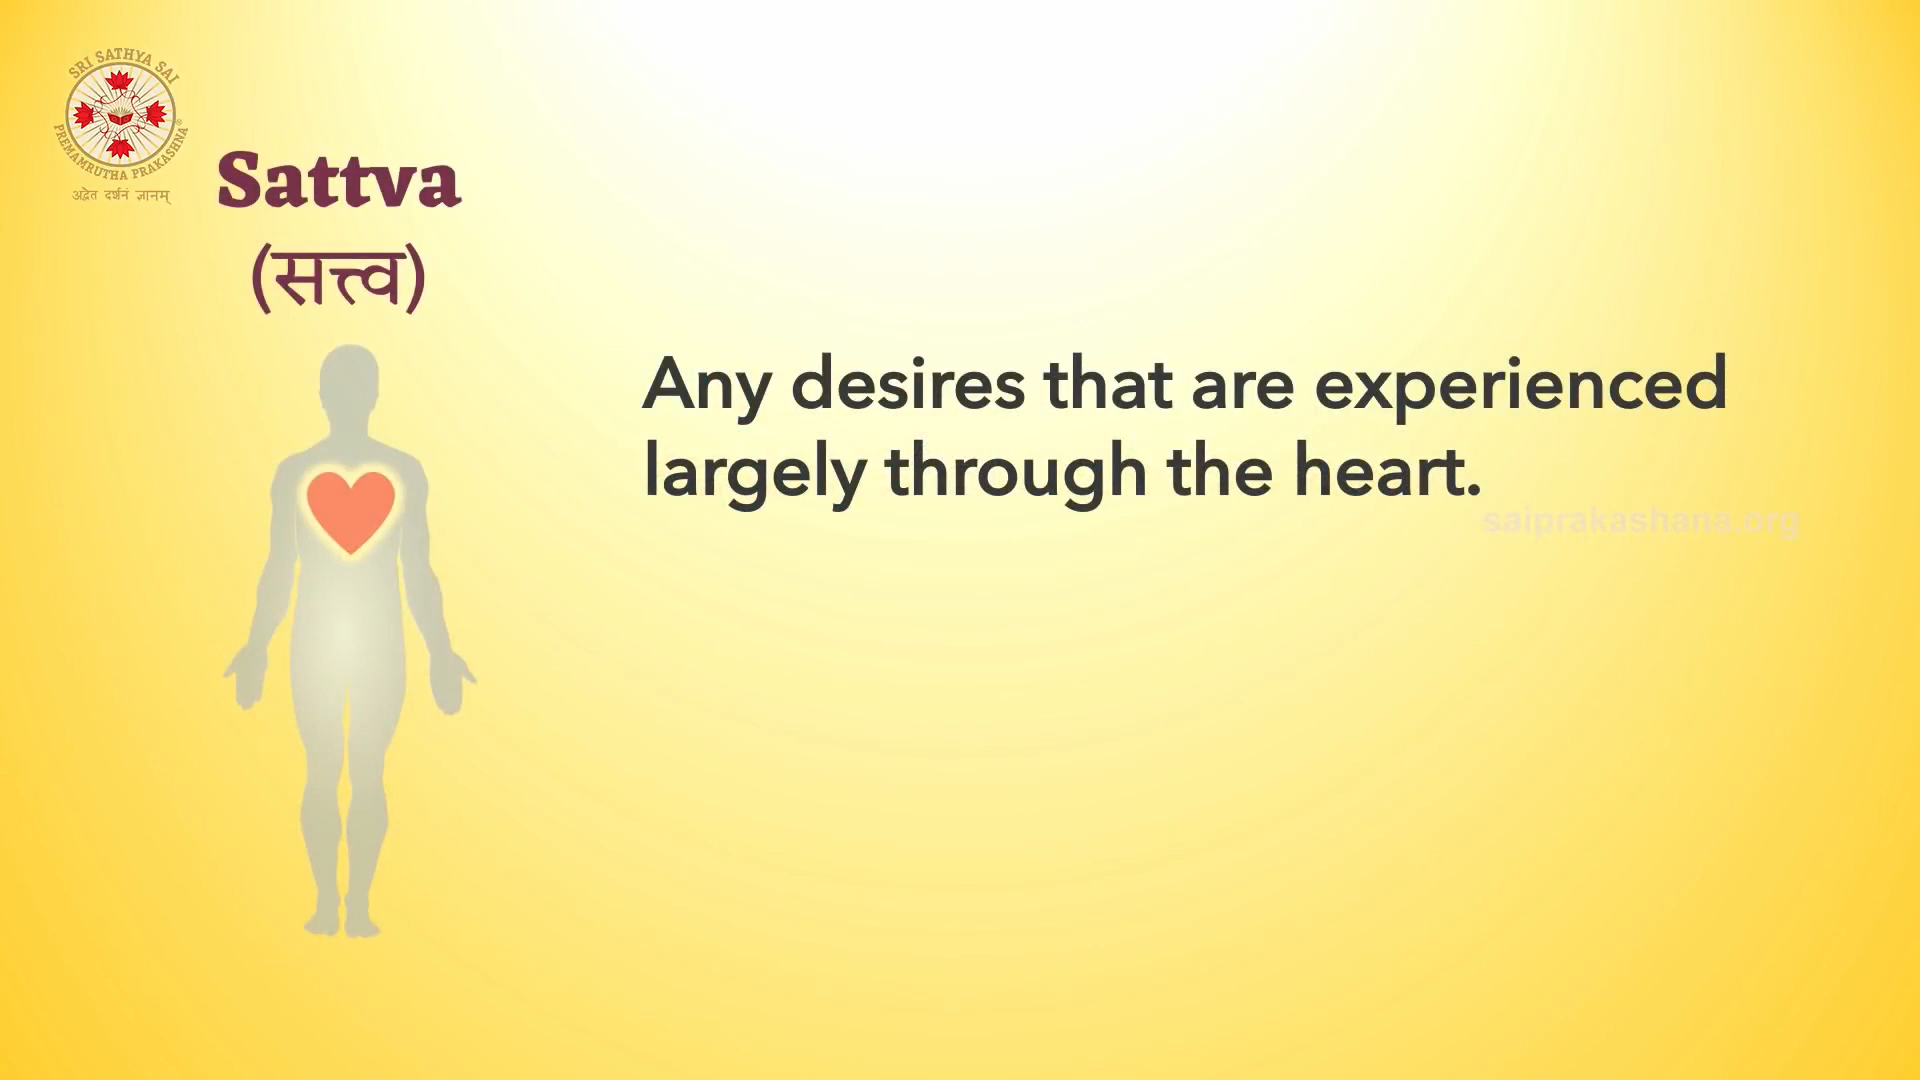 SRI SATHYA SAI
PREMAMRUTHA PRAKASHNA®
अद्वेत दर्शनं ज्ञानम्
Sattva
(सत्त्व)
Any desires that are experienced
largely through the heart.
saiprakashana.org